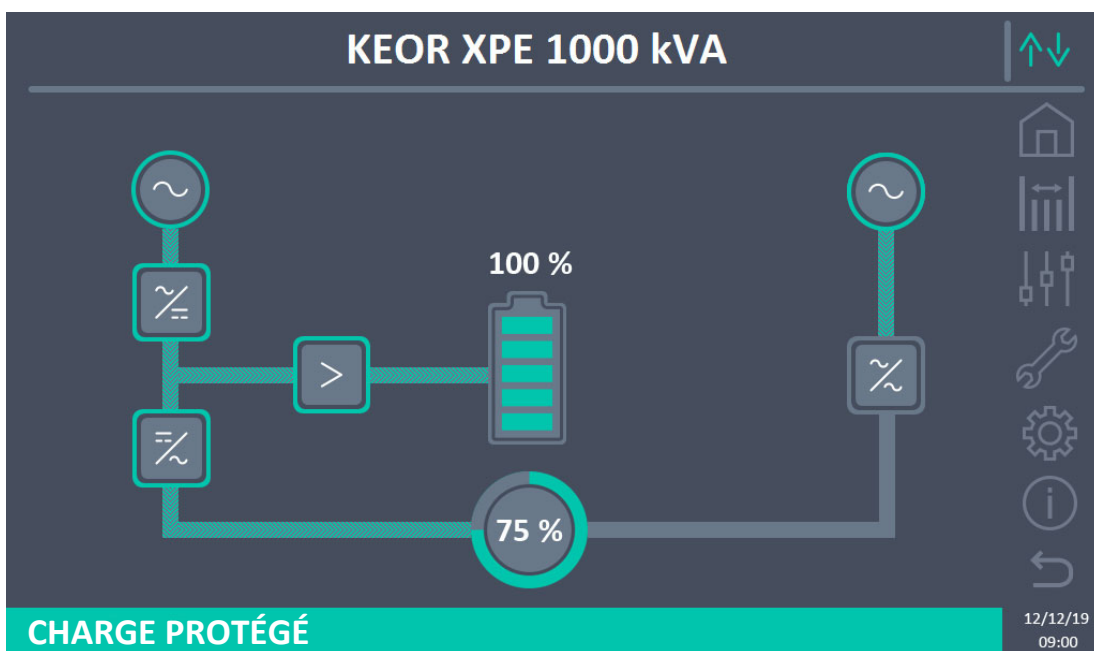 KEOR XPE 1000 kVA
100 %
75 %
CHARGE PROTÉGÉ
12/12/19
09:00